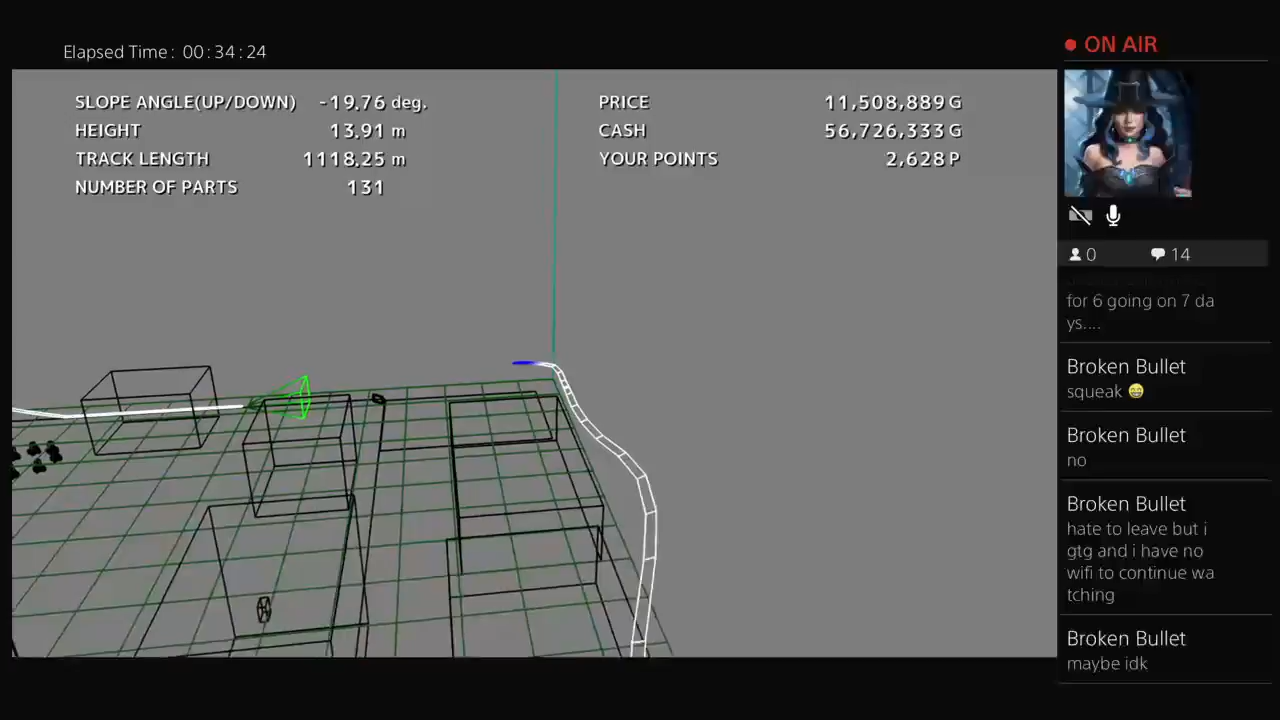 Elapsed Time: 00:34:24
ON AIR
SLOPE ANGLE(UP/DOWN) -19.76 deg.
HEIGHT 13.91 m
TRACK LENGTH 1118.25 m
NUMBER OF PARTS 131
PRICE 11,508,889 G
CASH 56,726,333 G
YOUR POINTS 2,628 P
0 14
for 6 going on 7 da
ys....
Broken Bullet
squeak 😁
Broken Bullet
no
Broken Bullet
hate to leave but i
gtg and i have no
wifi to continue wa
tching
Broken Bullet
maybe idk